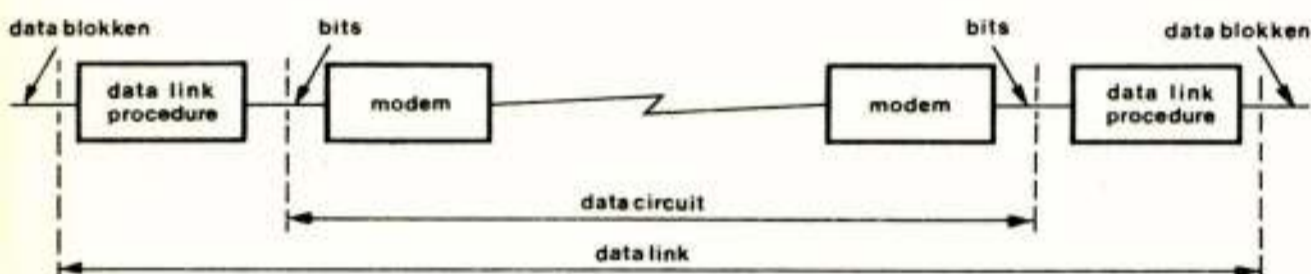 data blokken
bits
bits
data blokken
data link
procedure
modem
modem
data link
procedure
data circuit
data link